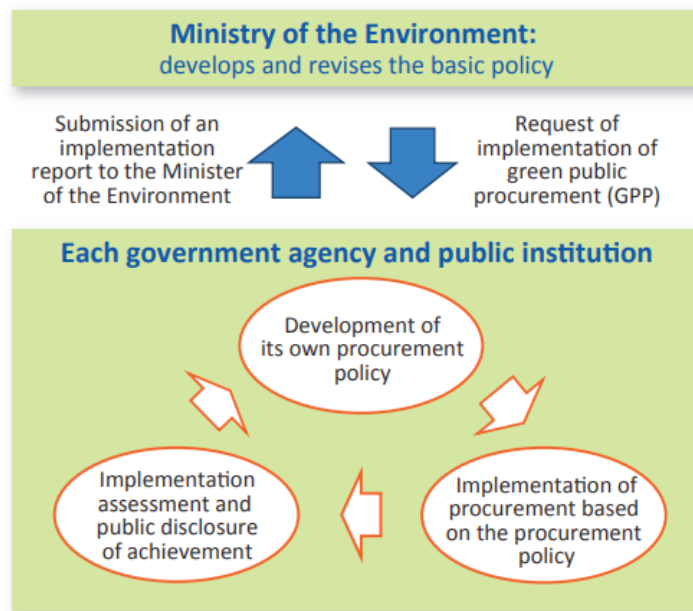 Ministry of the Environment:
develops and revises the basic policy
Submission of an
implementation
report to the Minister
of the Environment
Request of
implementation of
green public
procurement (GPP)
Each government agency and public institution
Development of
its own procurement
policy
Implementation
assessment and
public disclosure
of achievement
Implementation of
procurement based
on the procurement
policy